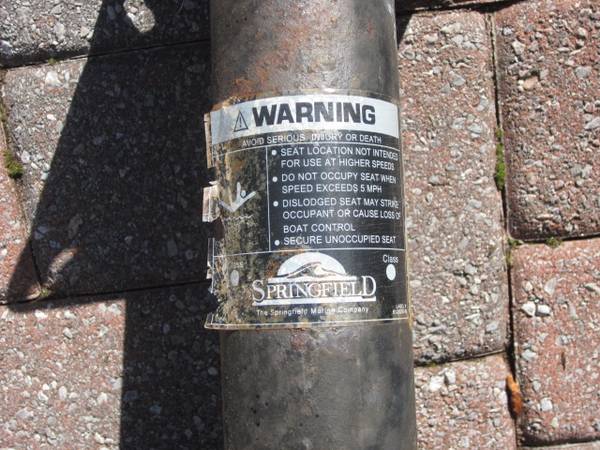 WARNING
AVOID SERIOUS INJURY OR DEATH
• SEAT LOCATION NOT INTENDED
FOR USE AT HIGHER SPEEDS
• DO NOT OCCUPY SEAT WHEN
SPEED EXCEEDS 5 MPH
• DISLODGED SEAT MAY STRIKE
OCCUPANT OR CAUSE LOSS OF
BOAT CONTROL
• SECURE UNOCCUPIED SEAT
Class
SPRINGFIELD
The Springfield Marine Company